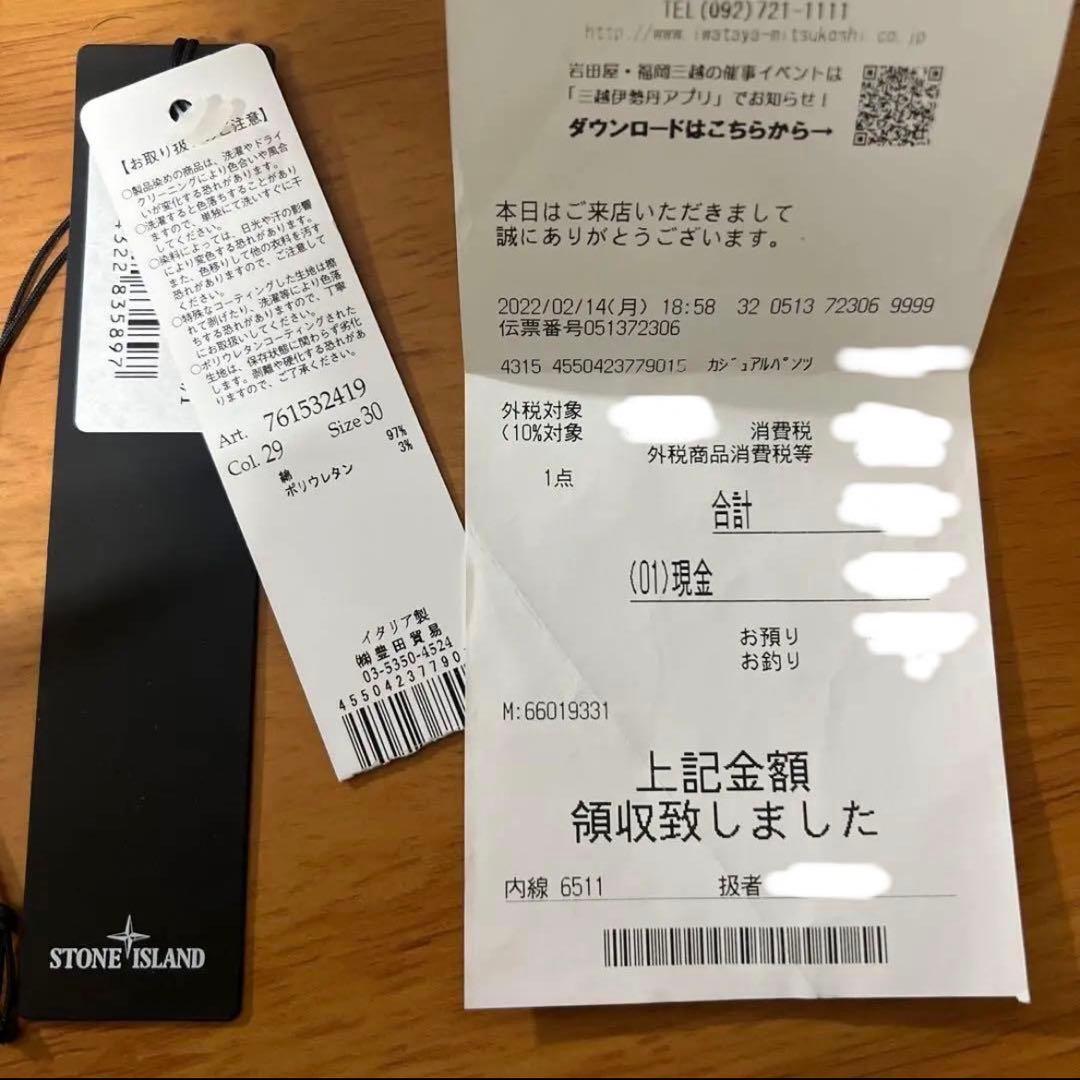 【お取り扱 ご注意】
○製品染めの商品は、洗濯やドライ
クリーニングにより色合いや風合
いが変化する恐れがあります。
○洗濯すると色落ちすることがあり
ますので、単独にて洗いすぐに干
してください。
○染料によっては、日光や汗の影響
により変色する恐れがあります。
また、色移りして他の衣料を汚す
恐れがありますので、ご注意して
ください。
○特殊なコーティングした生地は擦
れて剥げたり、洗濯等により色落
ちする恐れがありますので、丁寧
にお取扱いしてください。
○ポリウレタンコーティングされた
生地は、保存状態に関わらず劣化
します。剥離や硬化する恐れがあ
りますので、ご了承ください。
Art. 761532419
Col. 29 Size 30
綿 97%
ポリウレタン 3%
イタリア製
㈱豊田貿易
03-5350-4524
45504237790
STONE ISLAND
TEL(092)721-1111
http://www.iwataya-mitsukoshi.co.jp
岩田屋・福岡三越の催事イベントは
「三越伊勢丹アプリ」でお知らせ！
ダウンロードはこちらから→
本日はご来店いただきまして
誠にありがとうございます。
2022/02/14(月) 18:58 32 0513 72306 9999
伝票番号051372306
4315 4550423779015 カジュアルパンツ
外税対象
(10%対象 消費税
外税商品消費税等
1点
合計
(01)現金
お預り
お釣り
M:66019331
上記金額
領収致しました
内線 6511 扱者